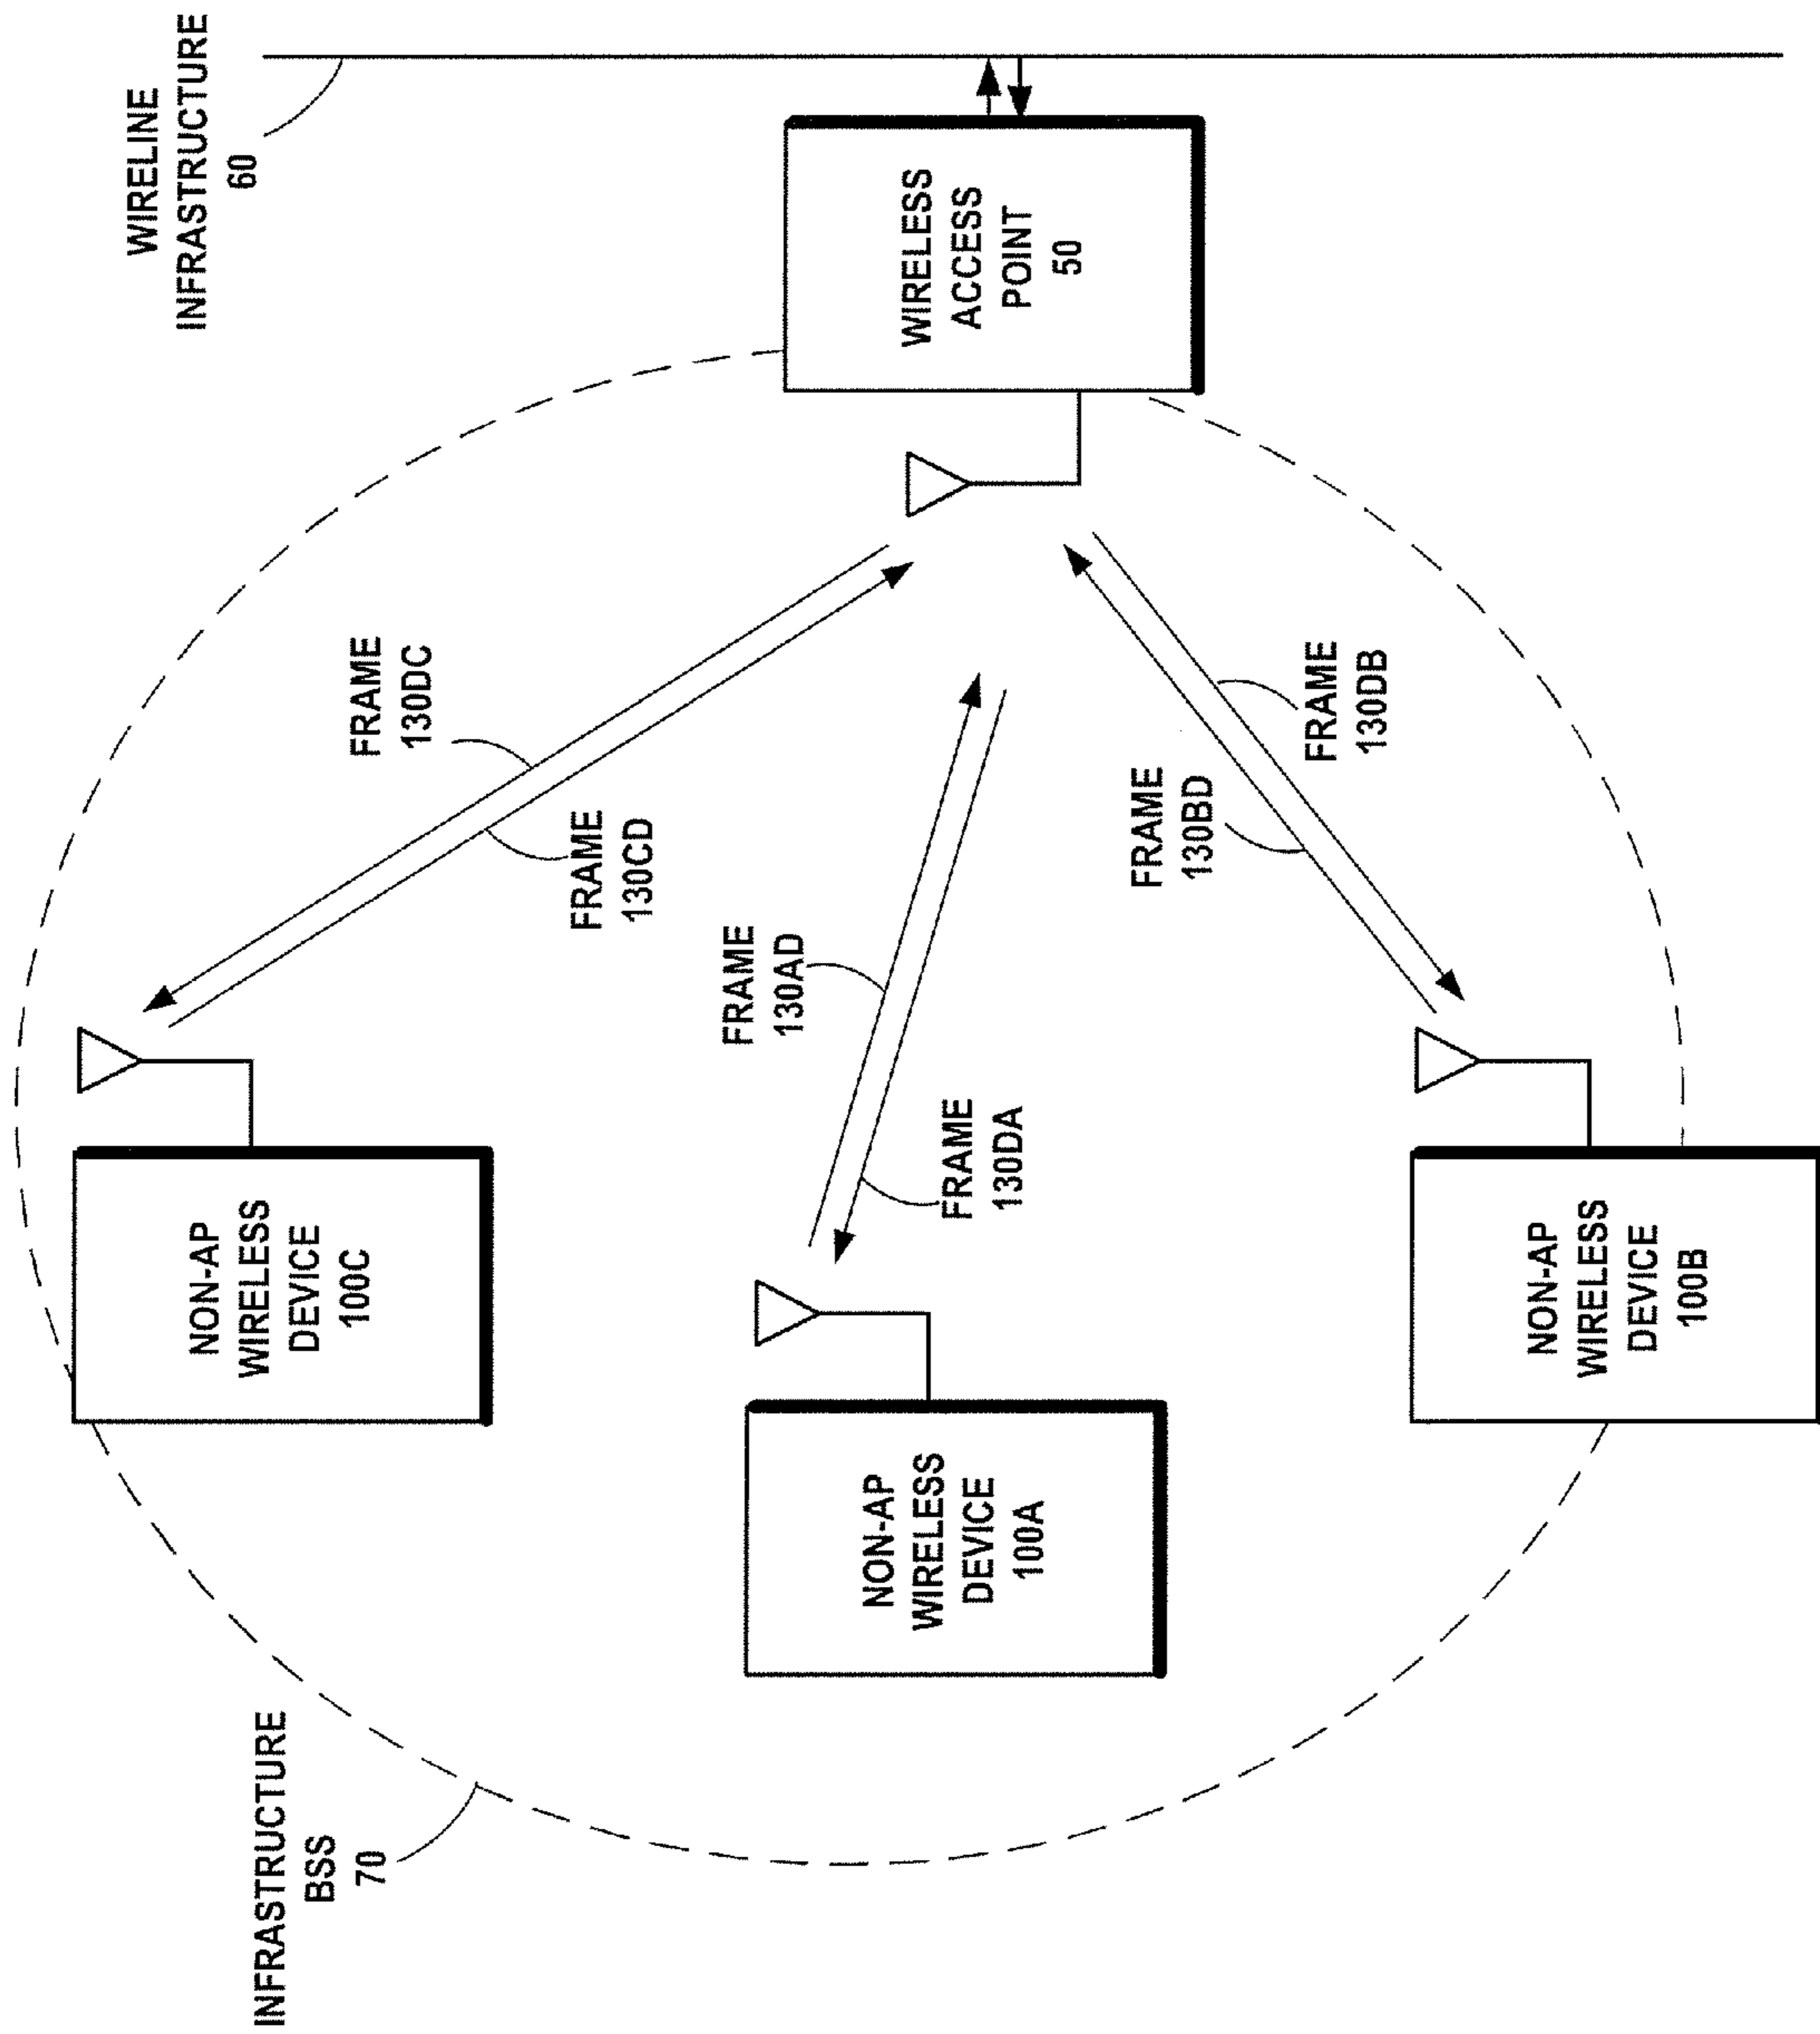 WIRELINE
INFRASTRUCTURE
60
WIRELESS
ACCESS
POINT
50
FRAME
130DC
FRAME
130CD
FRAME
130AD
FRAME
130DA
FRAME
130BD
FRAME
130DB
NON-AP
WIRELESS
DEVICE
100C
NON-AP
WIRELESS
DEVICE
100A
NON-AP
WIRELESS
DEVICE
100B
INFRASTRUCTURE
BSS
70